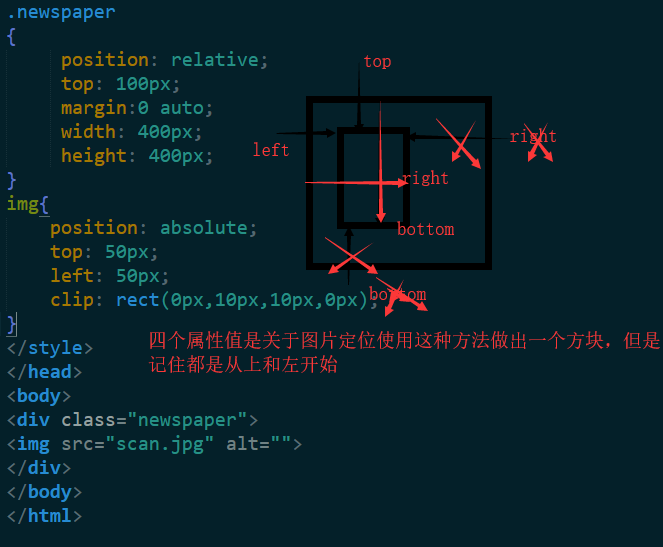 .newspaper
{
position: relative;
top
top: 100px;
margin:0 auto;
width: 400px;
right
left
height: 400px;
right
}
img{
position: absolute;
bottom
top: 50px;
left: 50px;
bottom
clip: rect(0px,10px,10px,0px);
}
四个属性值是关于图片定位使用这种方法做出一个方块，但是
记住都是从上和左开始
</style>
</head>
<body>
<div class="newspaper">
<img src="scan.jpg" alt="">
</div>
</body>
</html>